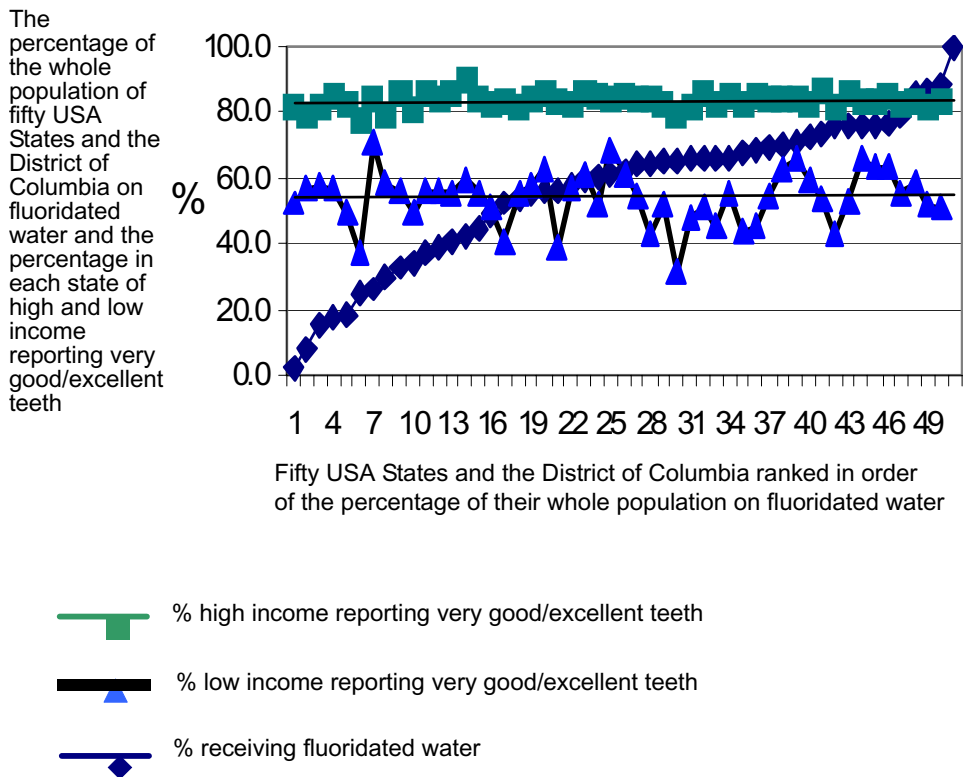 The
percentage of
the whole
population of
fifty USA
States and the
District of
Columbia on
fluoridated
water and the
percentage in
each state of
high and low
income
reporting very
good/excellent
teeth
%
100.0
80.0
60.0
40.0
20.0
0.0
1 4 7 10 13 16 19 22 25 28 31 34 37 40 43 46 49
Fifty USA States and the District of Columbia ranked in order
of the percentage of their whole population on fluoridated water
% high income reporting very good/excellent teeth
% low income reporting very good/excellent teeth
% receiving fluoridated water